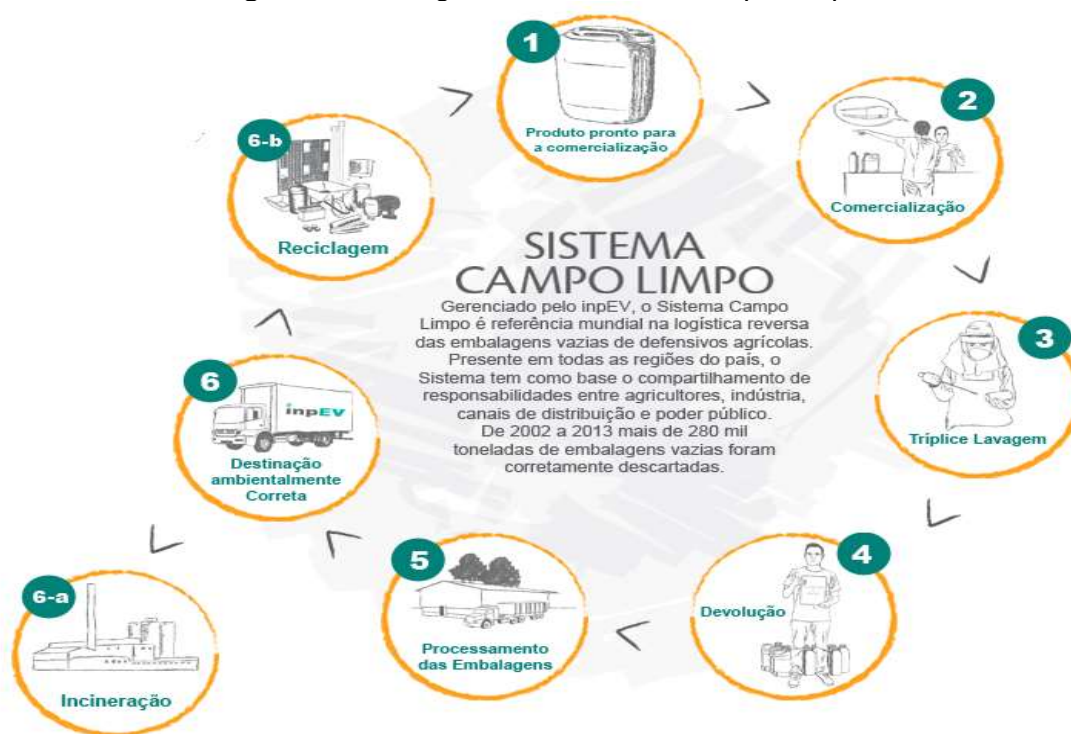 1
Produto pronto para
a comercialização
2
Comercialização
3
Tríplice Lavagem
4
Devolução
5
Processamento
das Embalagens
6
inpEV
Destinação
ambientalmente
Correta
6-a
Incineração
6-b
Reciclagem
SISTEMA
CAMPO LIMPO
Gerenciado pelo inpEV, o Sistema Campo
Limpo é referência mundial na logística reversa
das embalagens vazias de defensivos agrícolas.
Presente em todas as regiões do país, o
Sistema tem como base o compartilhamento de
responsabilidades entre agricultores, indústria,
canais de distribuição e poder público.
De 2002 a 2013 mais de 280 mil
toneladas de embalagens vazias foram
corretamente descartadas.